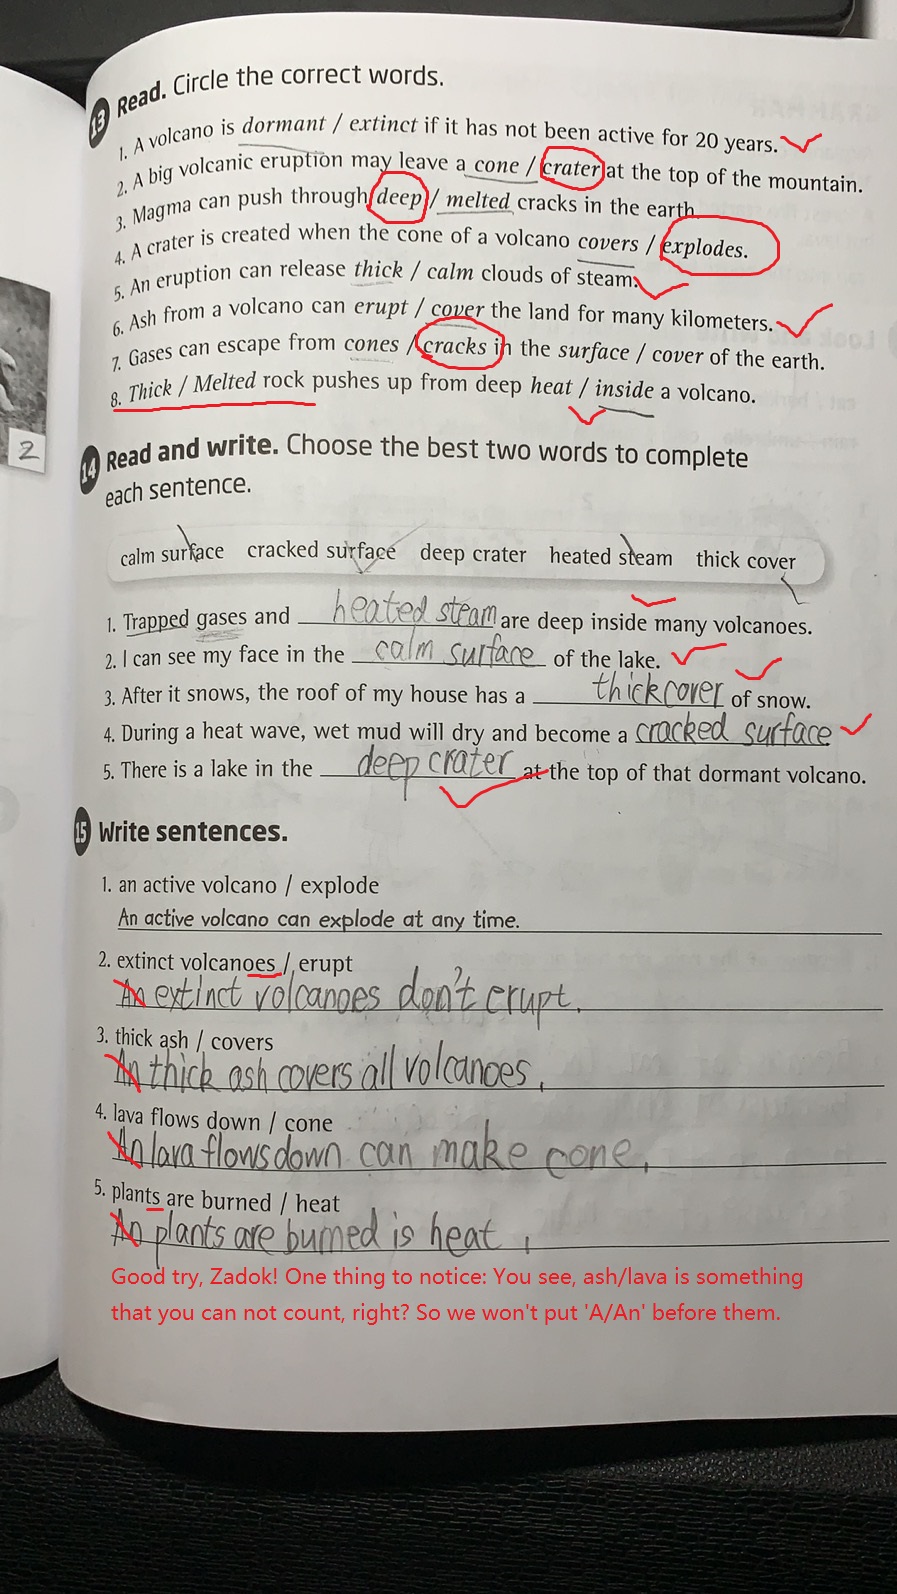 13 Read. Circle the correct words.
1. A volcano is dormant / extinct if it has not been active for 20 years.
2. A big volcanic eruption may leave a cone / crater at the top of the mountain.
3. Magma can push through deep / melted cracks in the earth.
4. A crater is created when the cone of a volcano covers / explodes.
5. An eruption can release thick / calm clouds of steam.
6. Ash from a volcano can erupt / cover the land for many kilometers.
7. Gases can escape from cones / cracks in the surface / cover of the earth.
8. Thick / Melted rock pushes up from deep heat / inside a volcano.
2
14 Read and write. Choose the best two words to complete
each sentence.
calm surface cracked surface deep crater heated steam thick cover
1. Trapped gases and heated steam are deep inside many volcanoes.
2. I can see my face in the calm surface of the lake.
3. After it snows, the roof of my house has a thick cover of snow.
4. During a heat wave, wet mud will dry and become a cracked surface
5. There is a lake in the deep crater at the top of that dormant volcano.
15 Write sentences.
1. an active volcano / explode
An active volcano can explode at any time.
2. extinct volcanoes / erupt
An extinct volcanoes don't erupt.
3. thick ash / covers
An thick ash covers all volcanoes.
4. lava flows down / cone
An lava flows down can make cone.
5. plants are burned / heat
An plants are burned is heat.
Good try, Zadok! One thing to notice: You see, ash/lava is something
that you can not count, right? So we won't put 'A/An' before them.